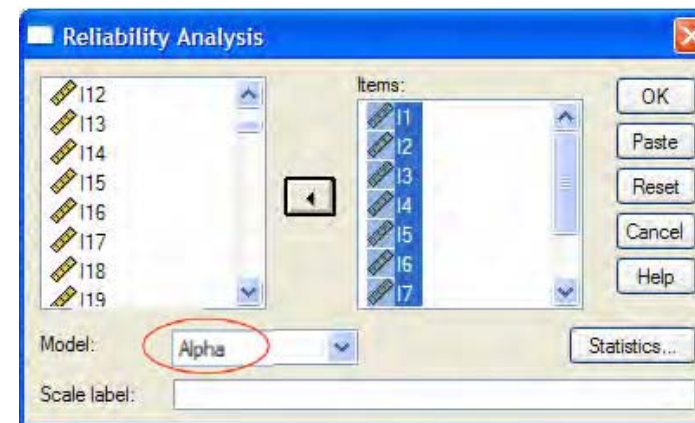 Reliability Analysis
I12
I13
I14
I15
I16
I17
I18
I19
Items:
I1
I2
I3
I4
I5
I6
I7
OK
Paste
Reset
Cancel
Help
Model:
Alpha
Statistics...
Scale label: